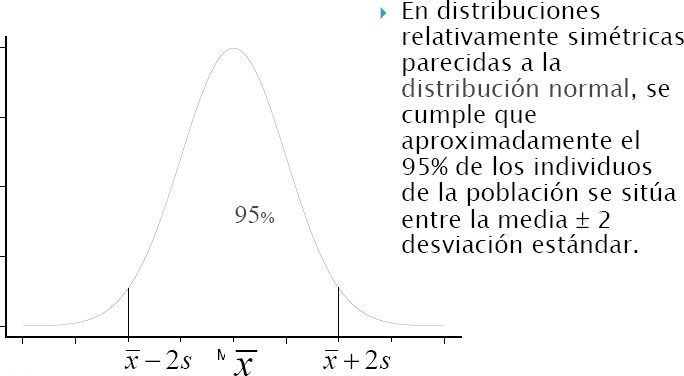 En distribuciones
relativamente simétricas
parecidas a la
distribución normal, se
cumple que
aproximadamente el
95% de los individuos
de la población se sitúa
entre la media ± 2
desviación estándar.
95%
x̅ − 2s M x̅ x̅ + 2s